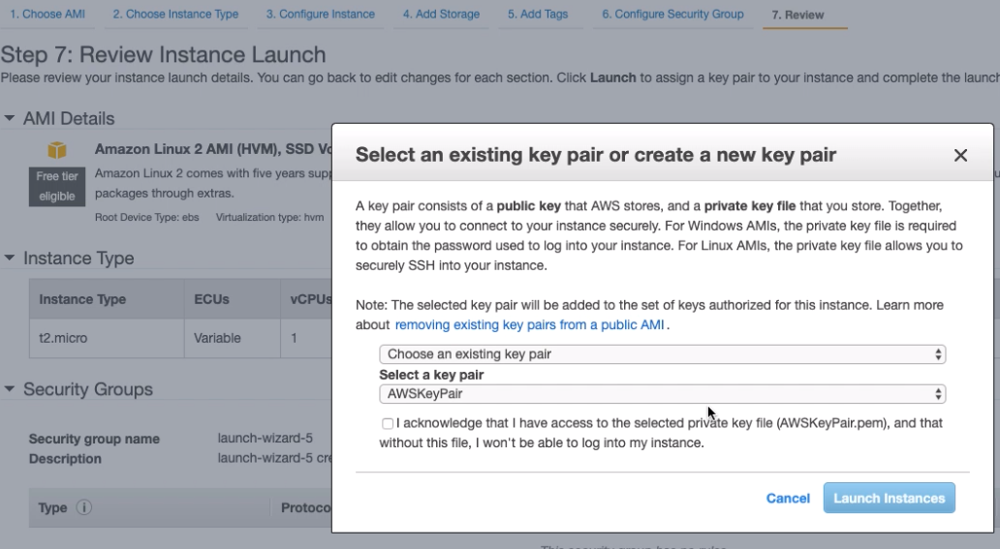 1. Choose AMI 2. Choose Instance Type 3. Configure Instance 4. Add Storage 5. Add Tags 6. Configure Security Group 7. Review
Step 7: Review Instance Launch
Please review your instance launch details. You can go back to edit changes for each section. Click Launch to assign a key pair to your instance and complete the launch
AMI Details
Amazon Linux 2 AMI (HVM), SSD Vo
Free tier
eligible
Amazon Linux 2 comes with five years supp
packages through extras.
Root Device Type: ebs Virtualization type: hvm
Instance Type
Instance Type ECUs vCPUs
t2.micro Variable 1
Security Groups
Security group name launch-wizard-5
Description launch-wizard-5 cre
Type i Protoco
Select an existing key pair or create a new key pair
A key pair consists of a public key that AWS stores, and a private key file that you store. Together,
they allow you to connect to your instance securely. For Windows AMIs, the private key file is required
to obtain the password used to log into your instance. For Linux AMIs, the private key file allows you to
securely SSH into your instance.
Note: The selected key pair will be added to the set of keys authorized for this instance. Learn more
about removing existing key pairs from a public AMI .
Choose an existing key pair
Select a key pair
AWSKeyPair
I acknowledge that I have access to the selected private key file (AWSKeyPair.pem), and that
without this file, I won't be able to log into my instance.
Cancel Launch Instances